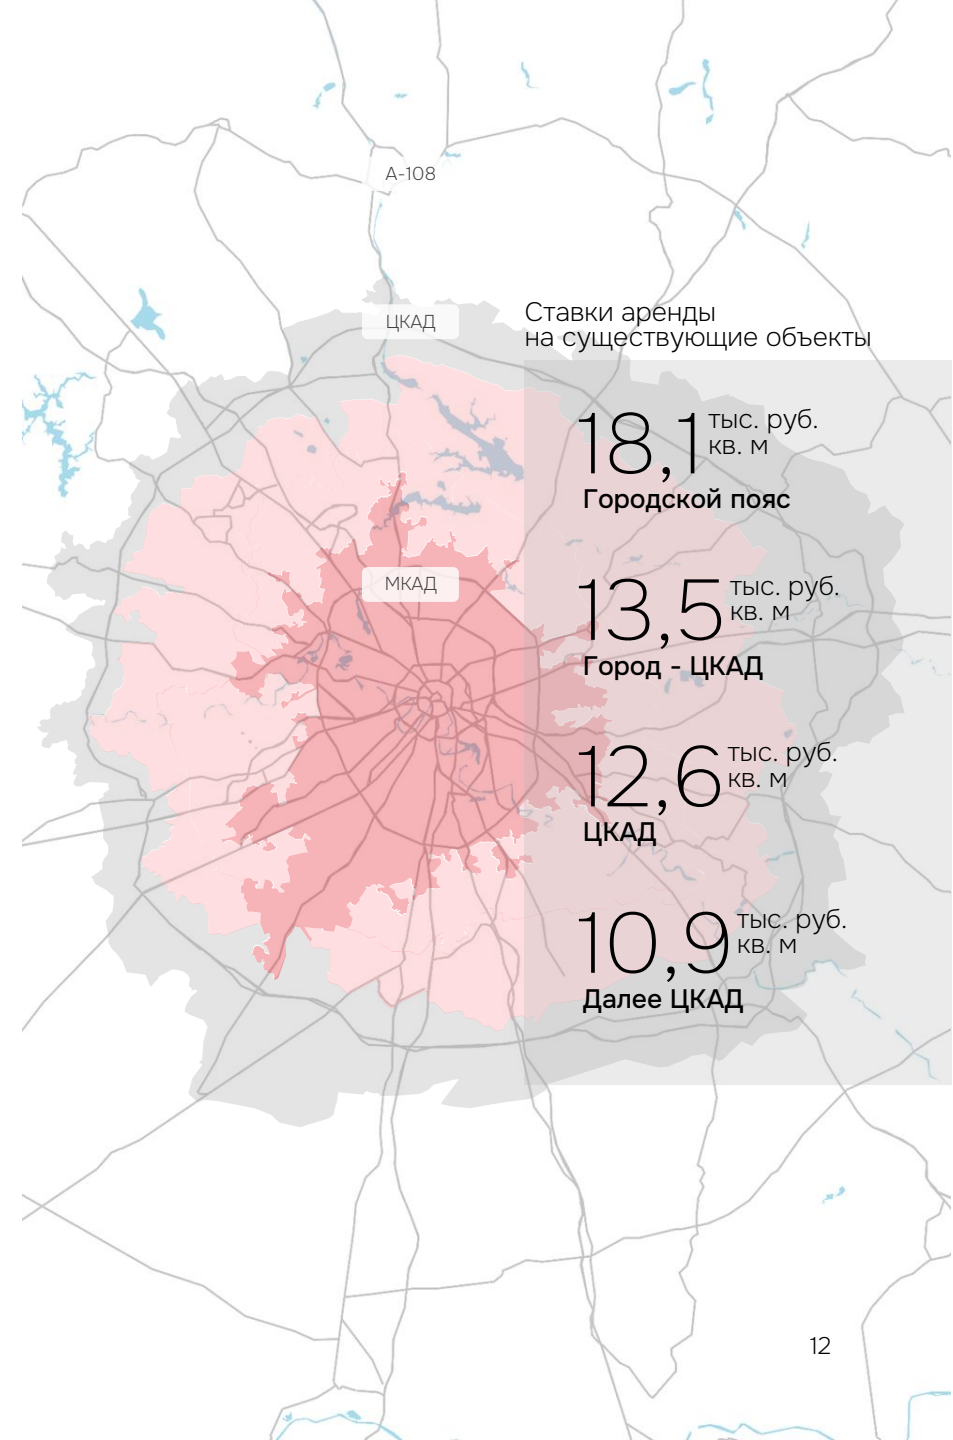 А-108
ЦКАД
Ставки аренды
на существующие объекты
18,1 тыс. руб.
кв. м
Городской пояс
МКАД
13,5 тыс. руб.
кв. м
Город - ЦКАД
12,6 тыс. руб.
кв. м
ЦКАД
10,9 тыс. руб.
кв. м
Далее ЦКАД
12